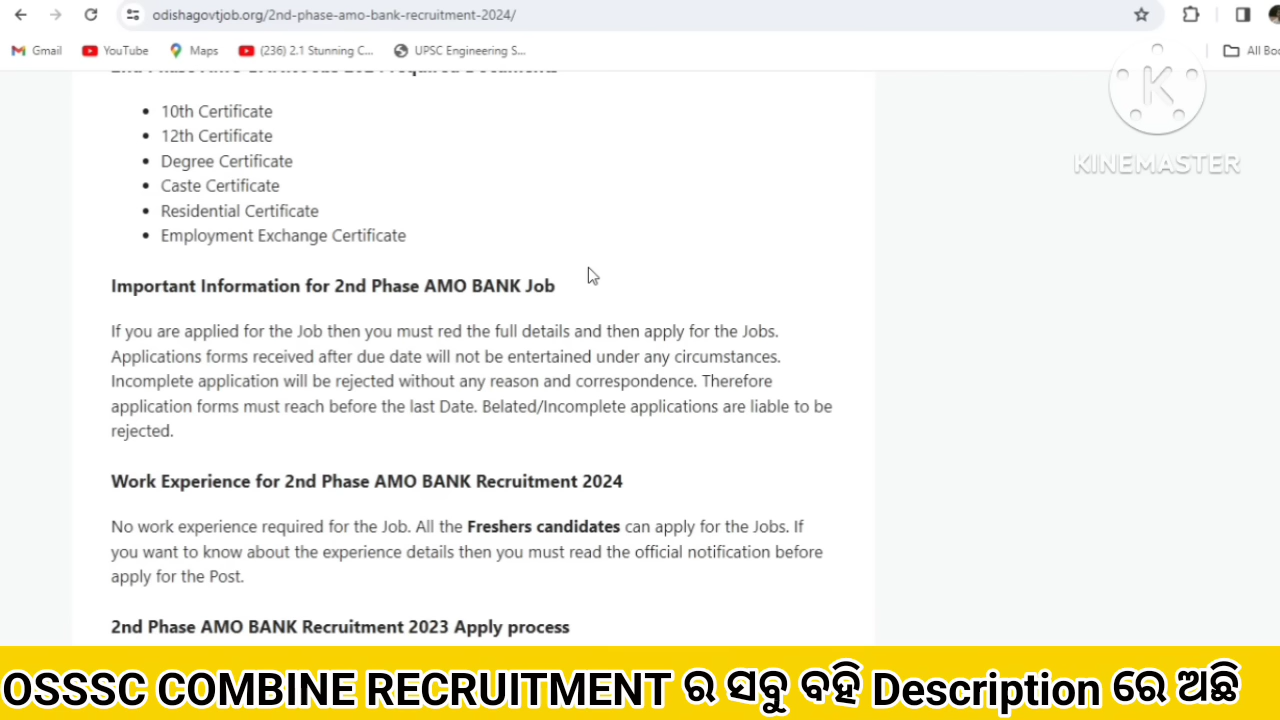 odishagovtjob.org/2nd-phase-amo-bank-recruitment-2024/
Gmail YouTube Maps (236) 2.1 Stunning C... UPSC Engineering S... All Boo
10th Certificate
12th Certificate
Degree Certificate
Caste Certificate
Residential Certificate
Employment Exchange Certificate
K
KINEMASTER
Important Information for 2nd Phase AMO BANK Job
If you are applied for the Job then you must red the full details and then apply for the Jobs.
Applications forms received after due date will not be entertained under any circumstances.
Incomplete application will be rejected without any reason and correspondence. Therefore
application forms must reach before the last Date. Belated/Incomplete applications are liable to be
rejected.
Work Experience for 2nd Phase AMO BANK Recruitment 2024
No work experience required for the Job. All the Freshers candidates can apply for the Jobs. If
you want to know about the experience details then you must read the official notification before
apply for the Post.
2nd Phase AMO BANK Recruitment 2023 Apply process
OSSSC COMBINE RECRUITMENT ର ସବୁ ବହି Description ରେ ଅଛି